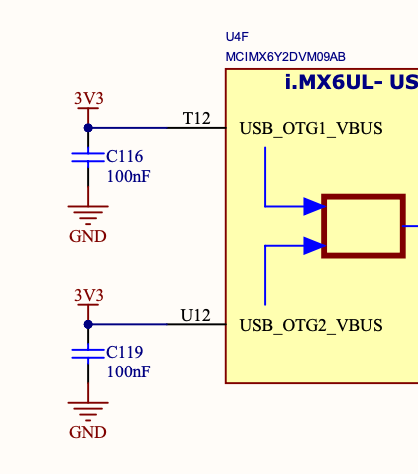 U4F
MCIMX6Y2DVM09AB
i.MX6UL- US
3V3
T12
USB_OTG1_VBUS
C116
100nF
GND
3V3
U12
USB_OTG2_VBUS
C119
100nF
GND